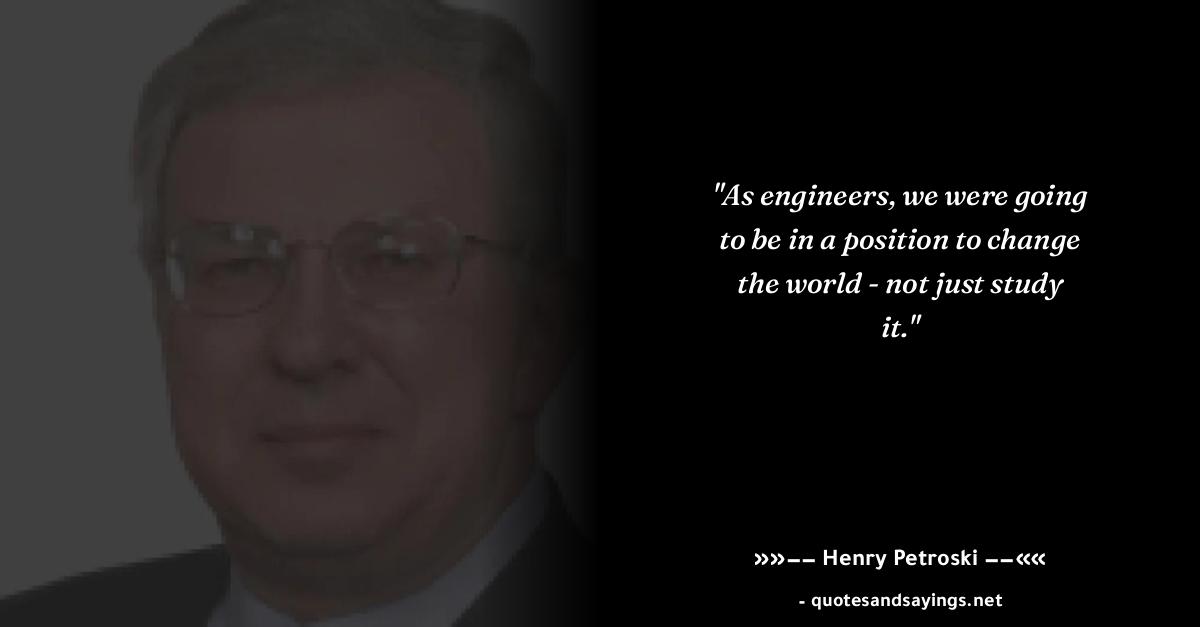 "As engineers, we were going
to be in a position to change
the world - not just study
it."
»»—— Henry Petroski ——««
- quotesandsayings.net